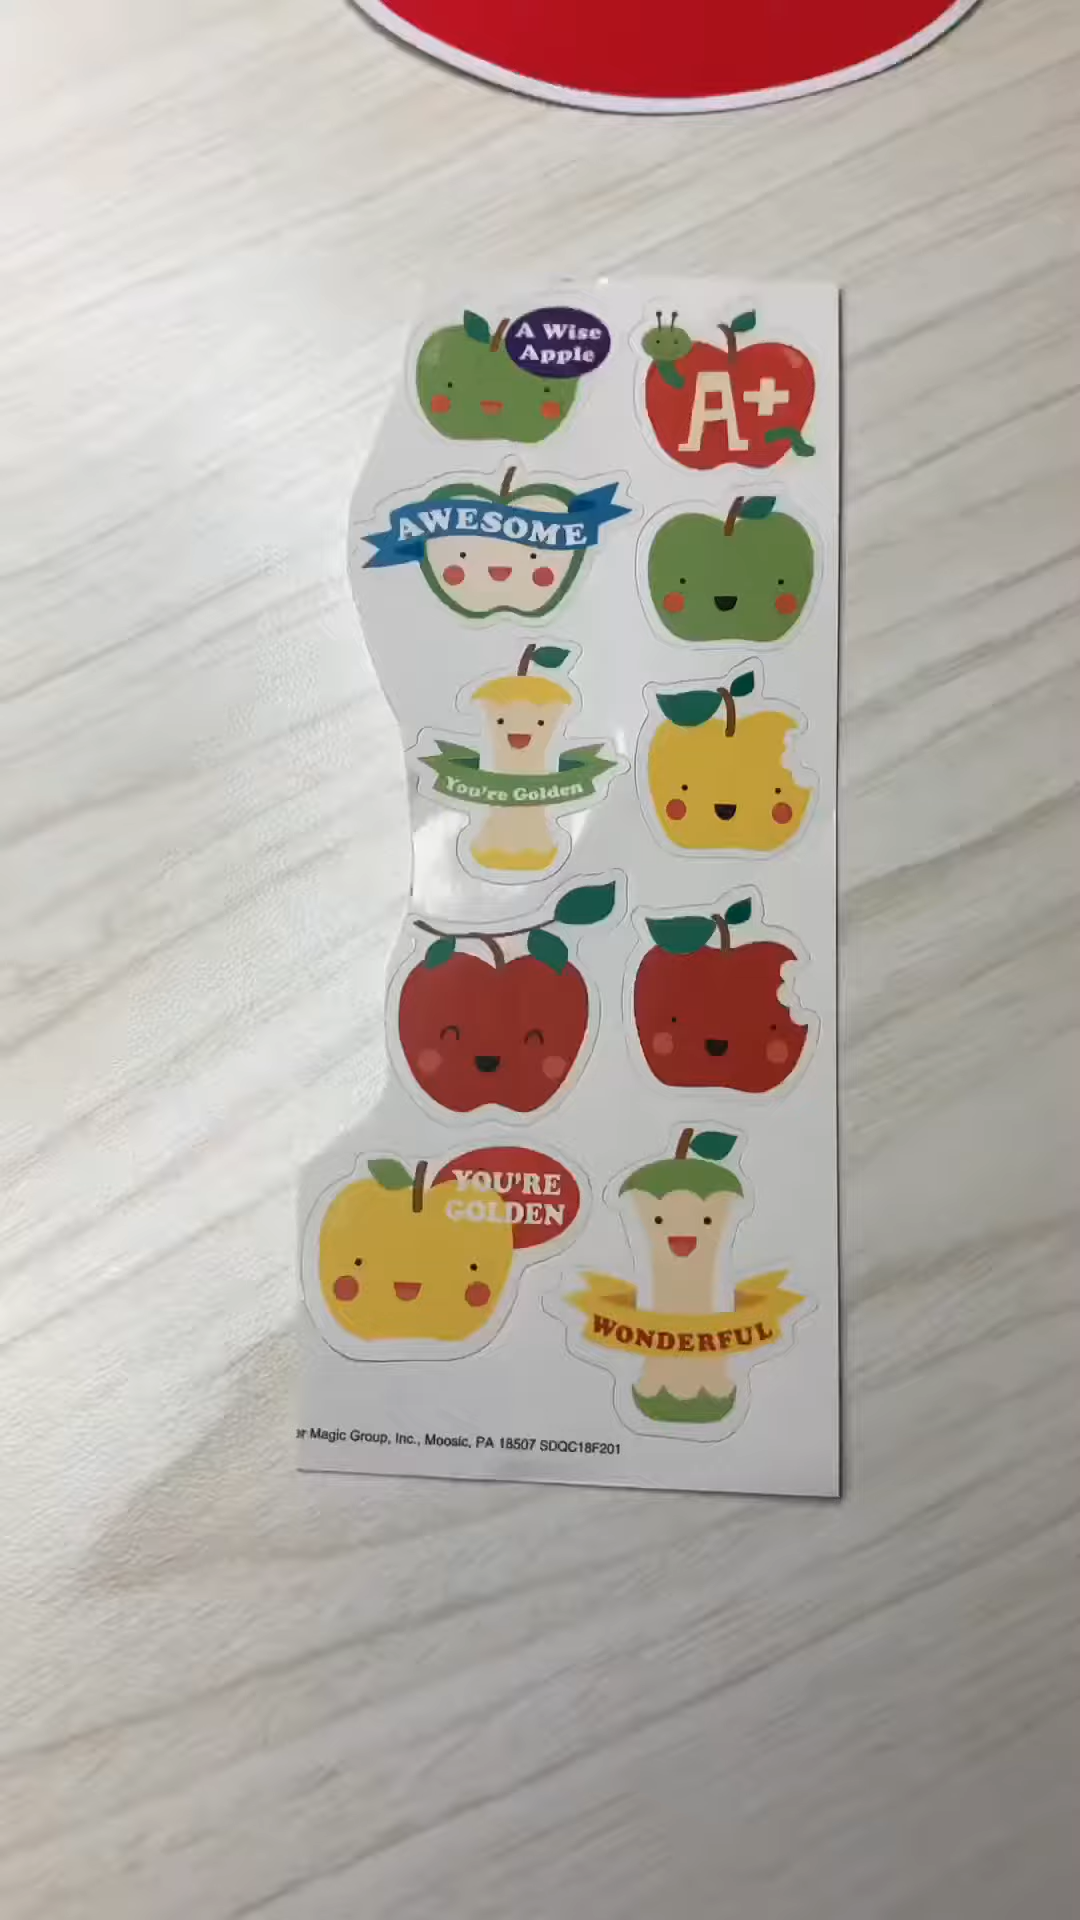 A Wise
Apple
A+
AWESOME
You're Golden
YOU'RE
GOLDEN
WONDERFUL
Magic Group, Inc., Moosic, PA 18507 SDQC18F201